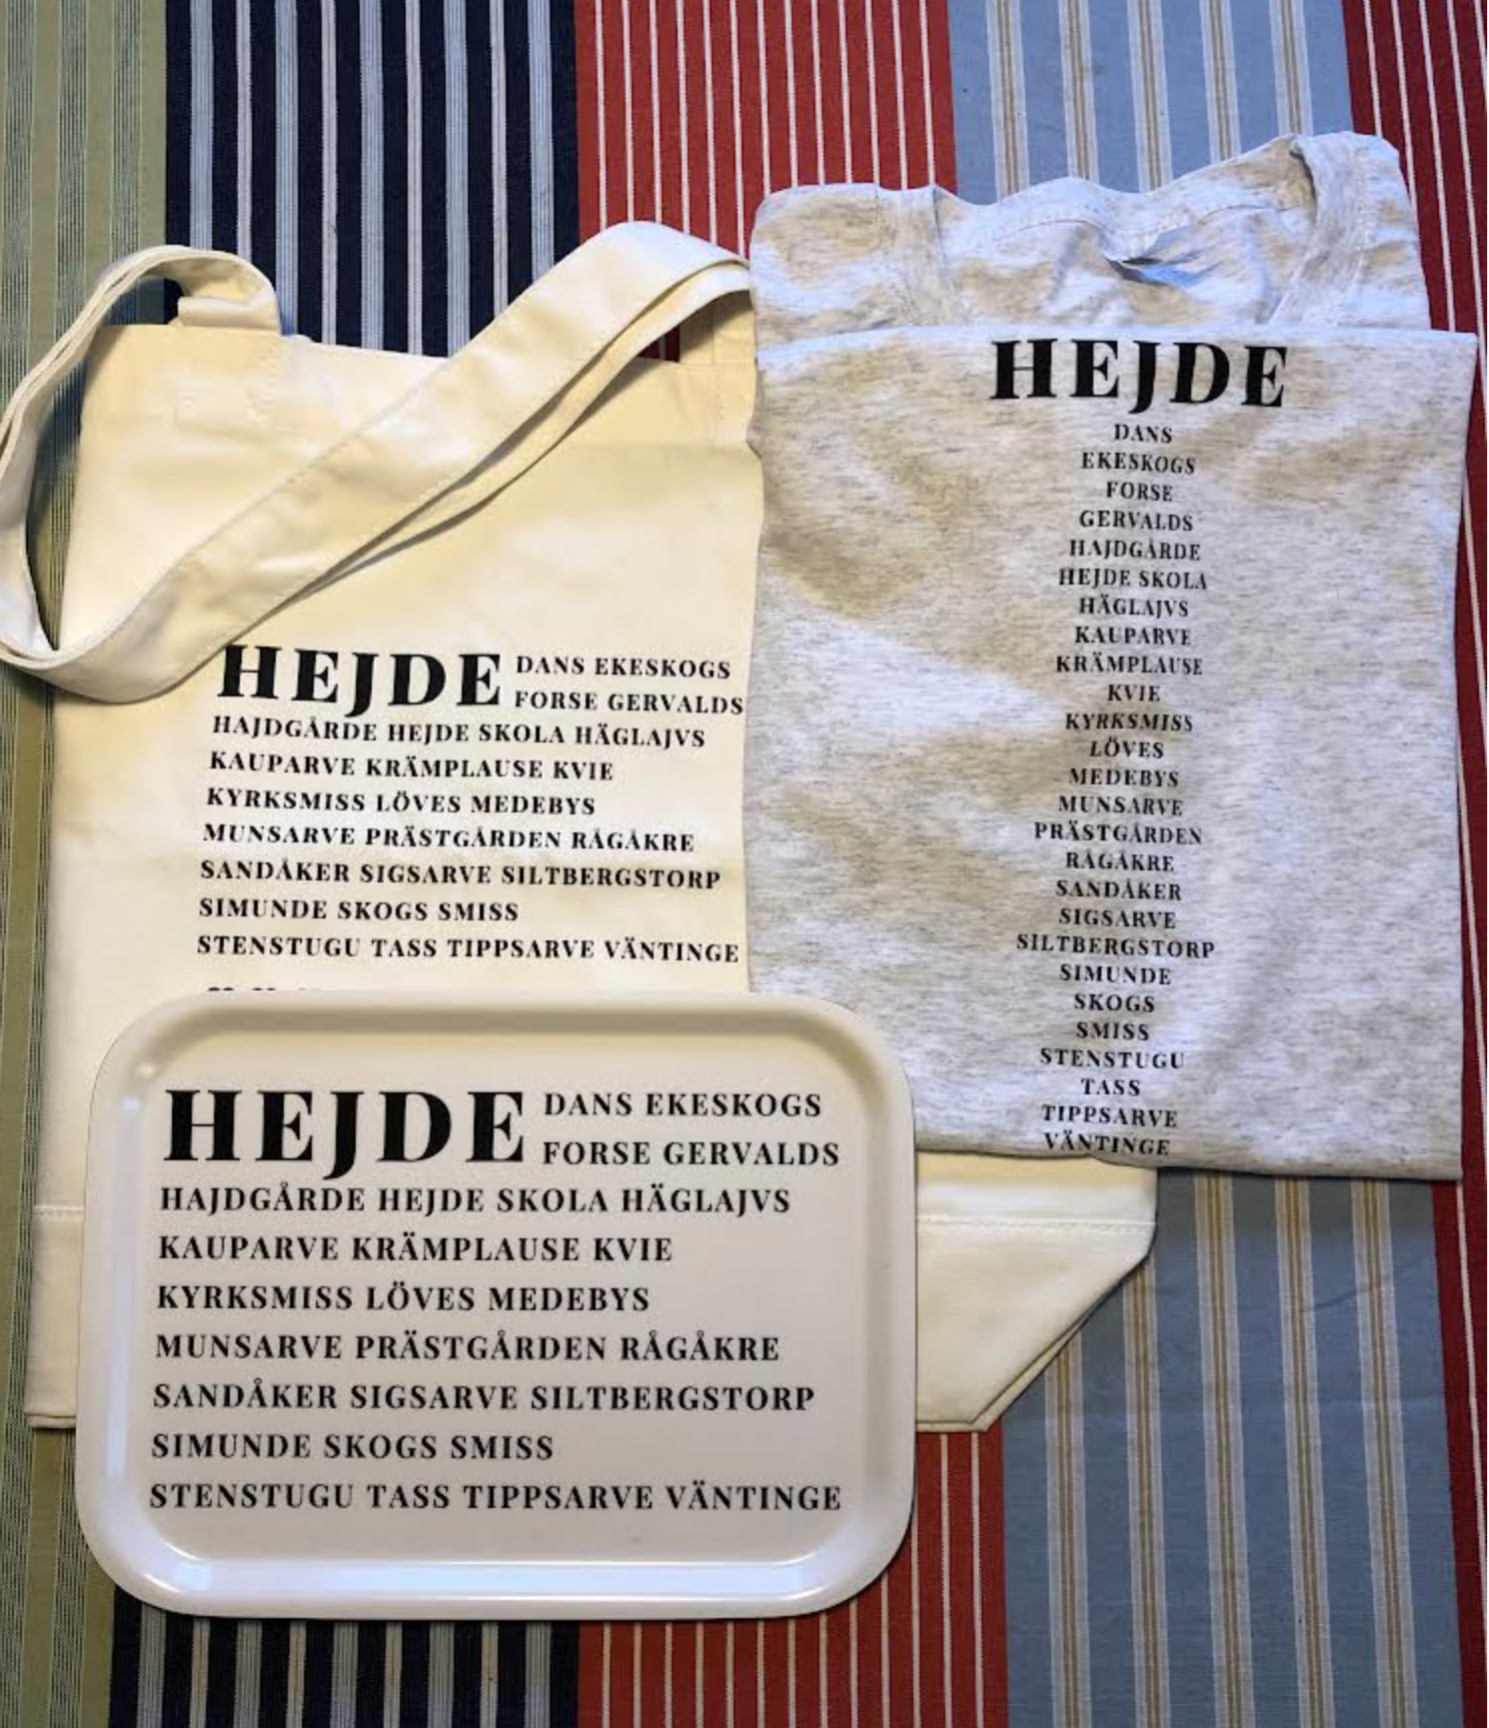 HEJDE DANS EKESKOGS
FORSE GERVALDS
HAJDGÅRDE HEJDE SKOLA HÄGLAJVS
KAUPARVE KRÄMPLAUSE KVIE
KYRKSMISS LÖVES MEDEBYS
MUNSARVE PRÄSTGÅRDEN RÅGÅKRE
SANDÅKER SIGSARVE SILTBERGSTORP
SIMUNDE SKOGS SMISS
STENSTUGU TASS TIPPSARVE VÄNTINGE
HEJDE
DANS
EKESKOGS
FORSE
GERVALDS
HAJDGÅRDE
HEJDE SKOLA
HÄGLAJVS
KAUPARVE
KRÄMPLAUSE
KVIE
KYRKSMISS
LÖVES
MEDEBYS
MUNSARVE
PRÄSTGÅRDEN
RÅGÅKRE
SANDÅKER
SIGSARVE
SILTBERGSTORP
SIMUNDE
SKOGS
SMISS
STENSTUGU
TASS
TIPPSARVE
VÄNTINGE
HEJDE DANS EKESKOGS
FORSE GERVALDS
HAJDGÅRDE HEJDE SKOLA HÄGLAJVS
KAUPARVE KRÄMPLAUSE KVIE
KYRKSMISS LÖVES MEDEBYS
MUNSARVE PRÄSTGÅRDEN RÅGÅKRE
SANDÅKER SIGSARVE SILTBERGSTORP
SIMUNDE SKOGS SMISS
STENSTUGU TASS TIPPSARVE VÄNTINGE